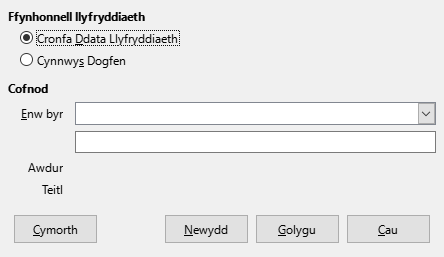 Ffynhonnell llyfryddiaeth
Cronfa Ddata Llyfryddiaeth
Cynnwys Dogfen
Cofnod
Enw byr
Awdur
Teitl
Cymorth Newydd Golygu Cau